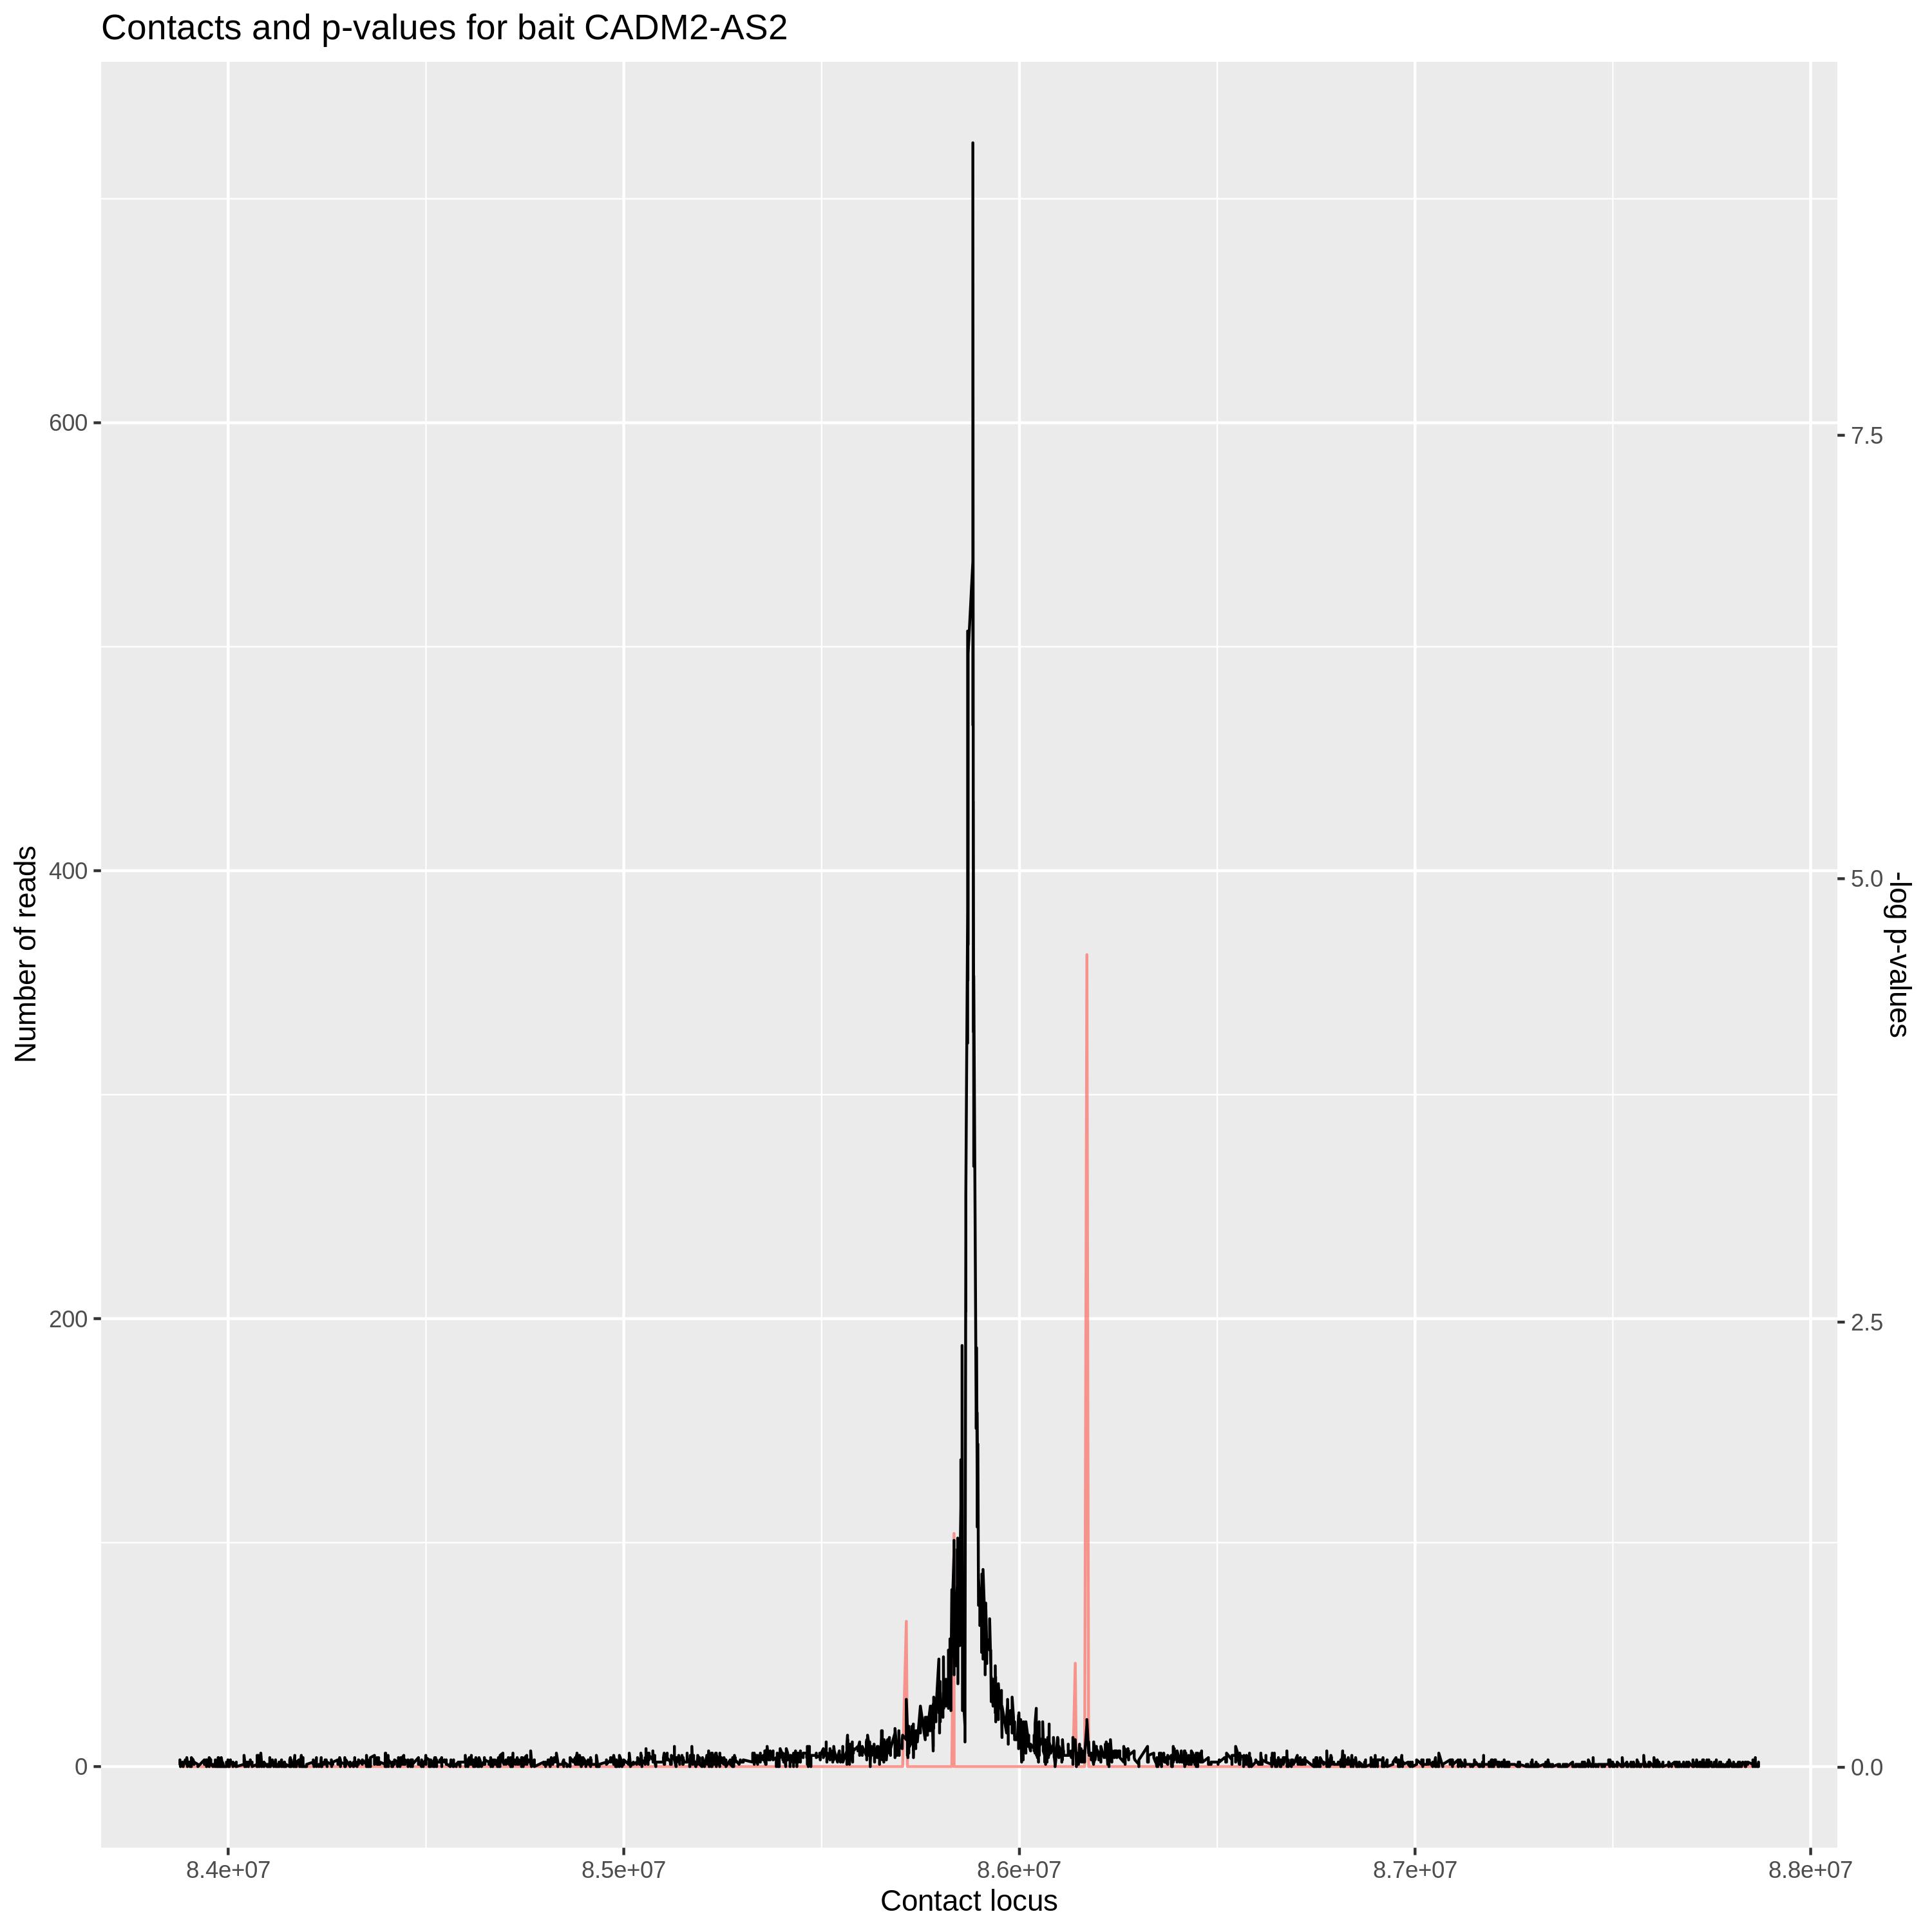 Contacts and p-values for bait CADM2-AS2
600
400
200
0
Number of reads
7.5
5.0
2.5
0.0
-log p-values
8.4e+07 8.5e+07 8.6e+07 8.7e+07 8.8e+07
Contact locus